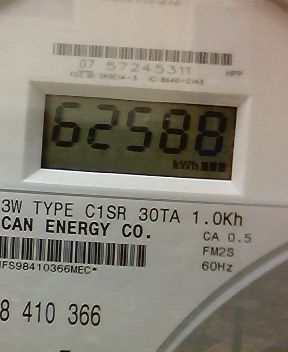 07 57245311
HPP
62588
kWh
3W TYPE C1SR 30TA 1.0Kh
CAN ENERGY CO.
CA 0.5
FM2S
60Hz
8 410 366